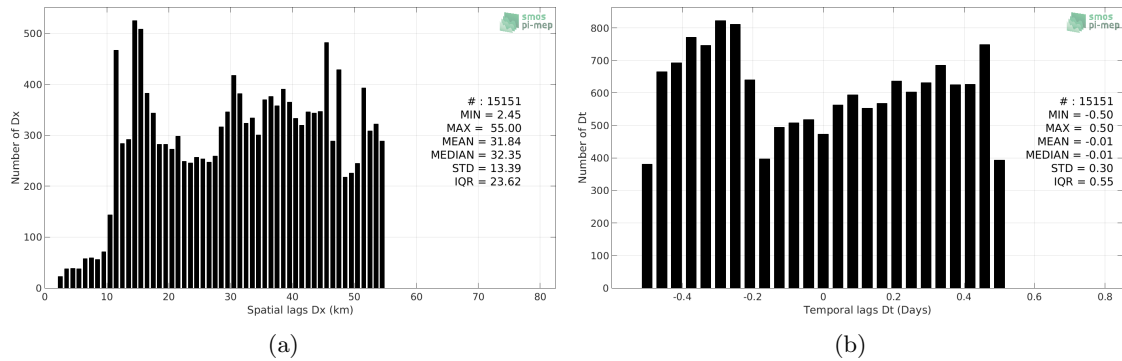 smos
pi-mep
500
400
300
200
100
0
Number of Dx
# : 15151
MIN = 2.45
MAX = 55.00
MEAN = 31.84
MEDIAN = 32.35
STD = 13.39
IQR = 23.62
0 10 20 30 40 50 60 70 80
Spatial lags Dx (km)
(a)
smos
pi-mep
800
700
600
500
400
300
200
100
0
Number of Dt
# : 15151
MIN = -0.50
MAX = 0.50
MEAN = -0.01
MEDIAN = -0.01
STD = 0.30
IQR = 0.55
-0.4 -0.2 0 0.2 0.4 0.6 0.8
Temporal lags Dt (Days)
(b)